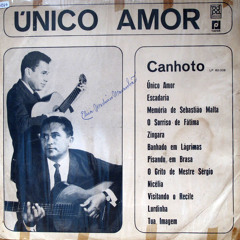 ÚNICO AMOR
Canhoto
Único Amor
Escadaria
Memória de Sebastião Malta
O Sorriso de Fátima
Zíngara
Banhado em Lágrimas
Pisando em Brasa
O Grito de Mestre Sérgio
Nicélia
Visitando o Recife
Lourdinha
Tua Imagem